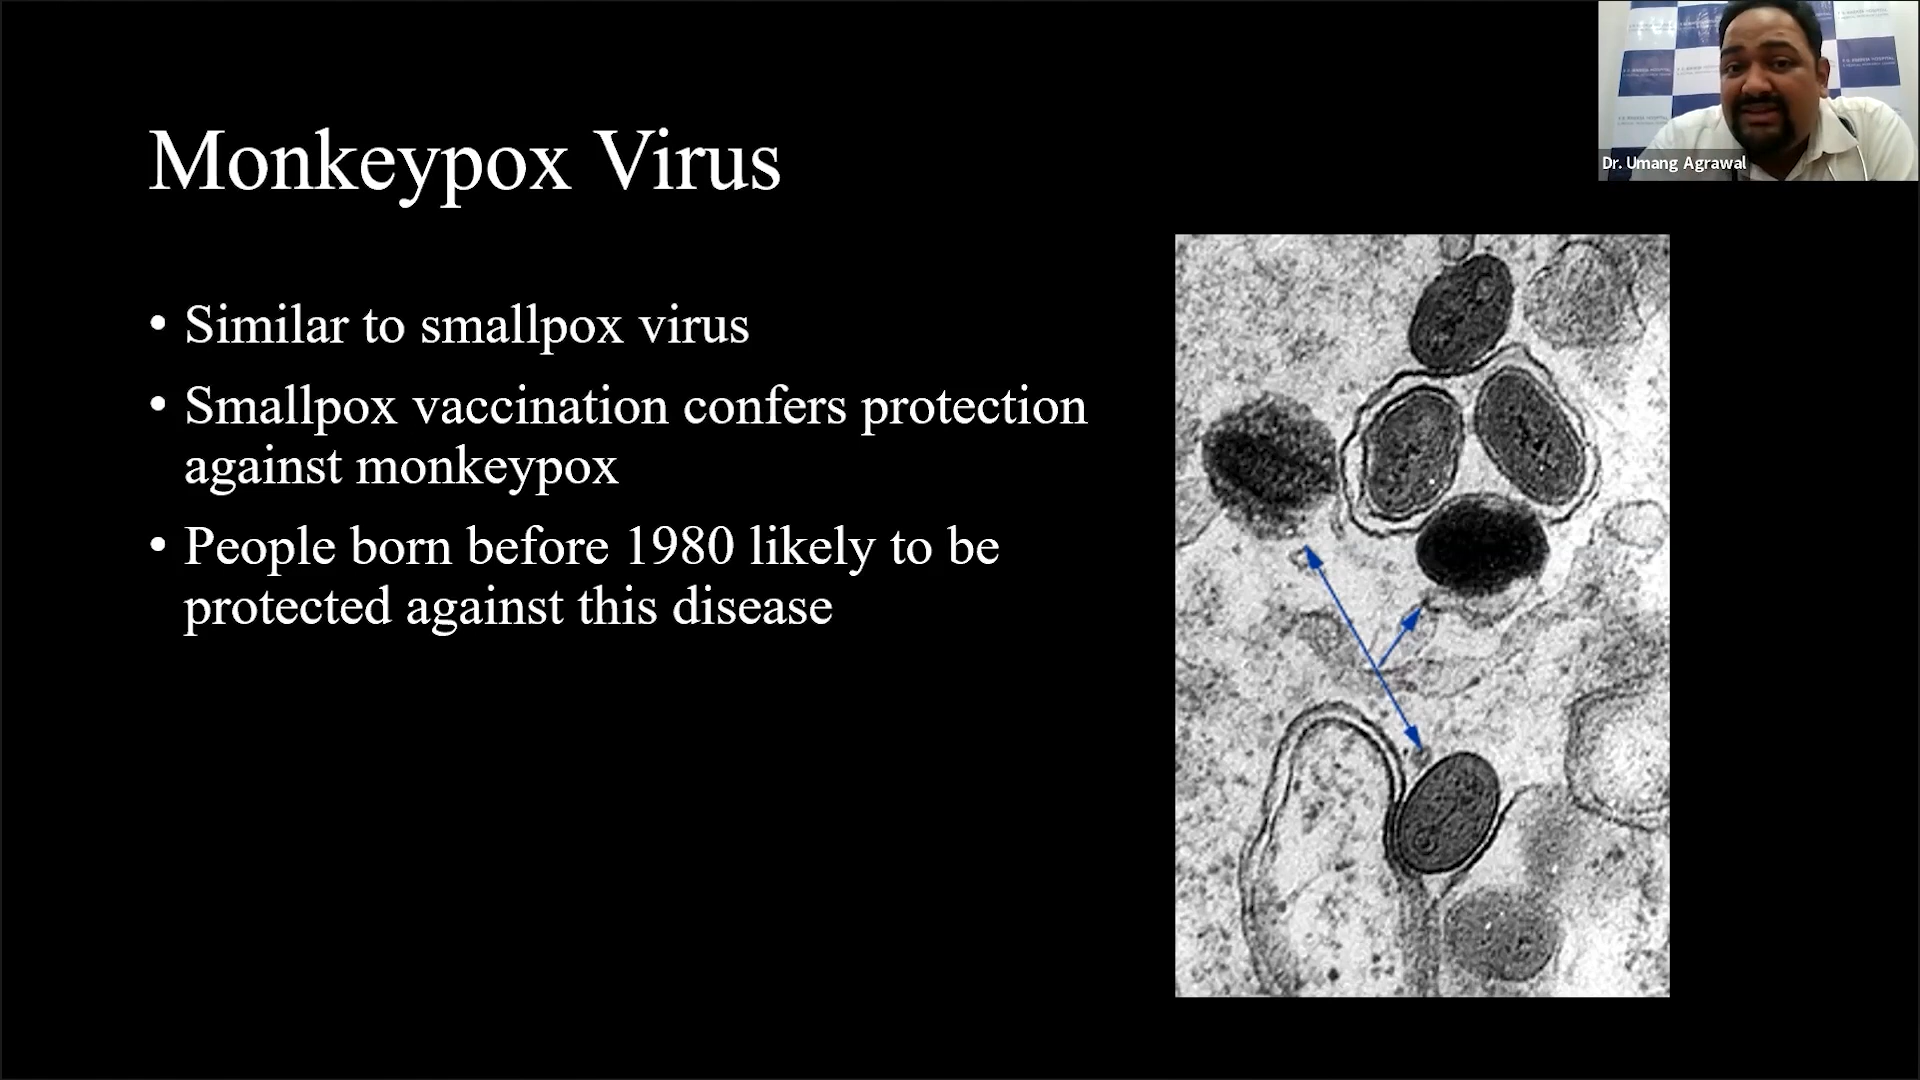 Monkeypox Virus
• Similar to smallpox virus
• Smallpox vaccination confers protection
against monkeypox
• People born before 1980 likely to be
protected against this disease
Dr. Umang Agrawal